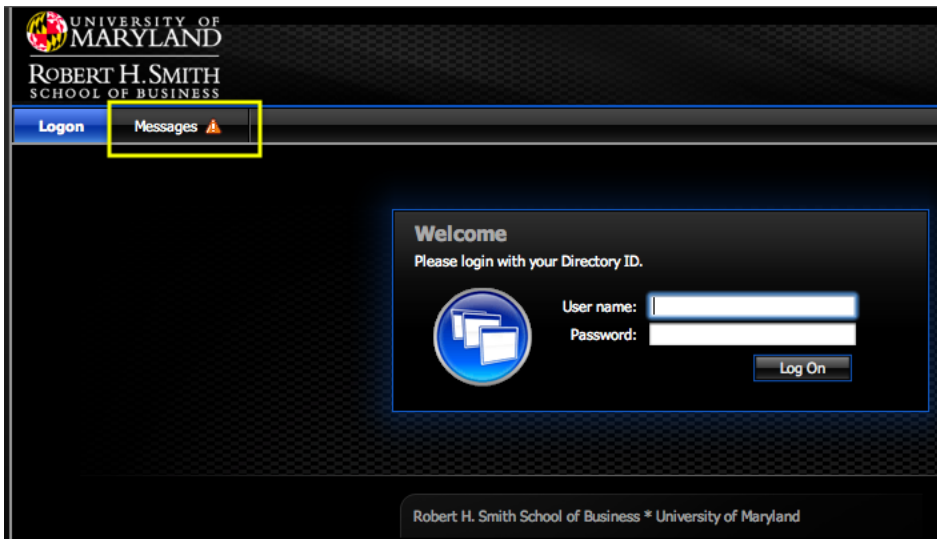 UNIVERSITY OF
MARYLAND
ROBERT H. SMITH
SCHOOL OF BUSINESS
Logon Messages
Welcome
Please login with your Directory ID.
User name:
Password:
Log On
Robert H. Smith School of Business * University of Maryland